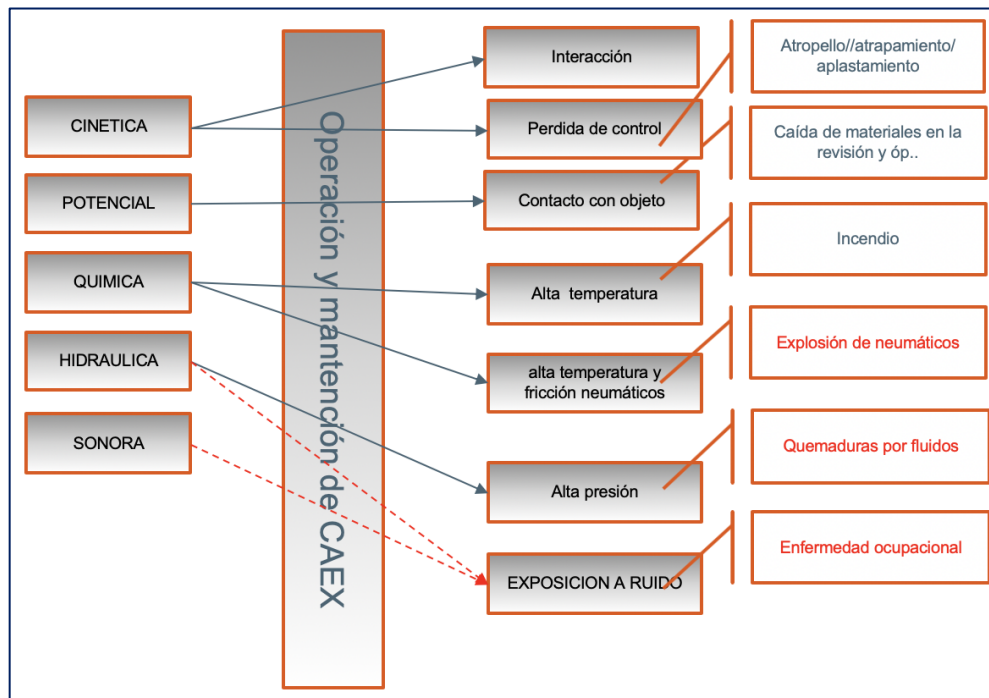 CINETICA
POTENCIAL
QUIMICA
HIDRAULICA
SONORA
Operación y mantención de CAEX
Interacción
Perdida de control
Contacto con objeto
Alta temperatura
alta temperatura y
fricción neumáticos
Alta presión
EXPOSICION A RUIDO
Atropello//atrapamiento/
aplastamiento
Caída de materiales en la
revisión y óp..
Incendio
Explosión de neumáticos
Quemaduras por fluidos
Enfermedad ocupacional